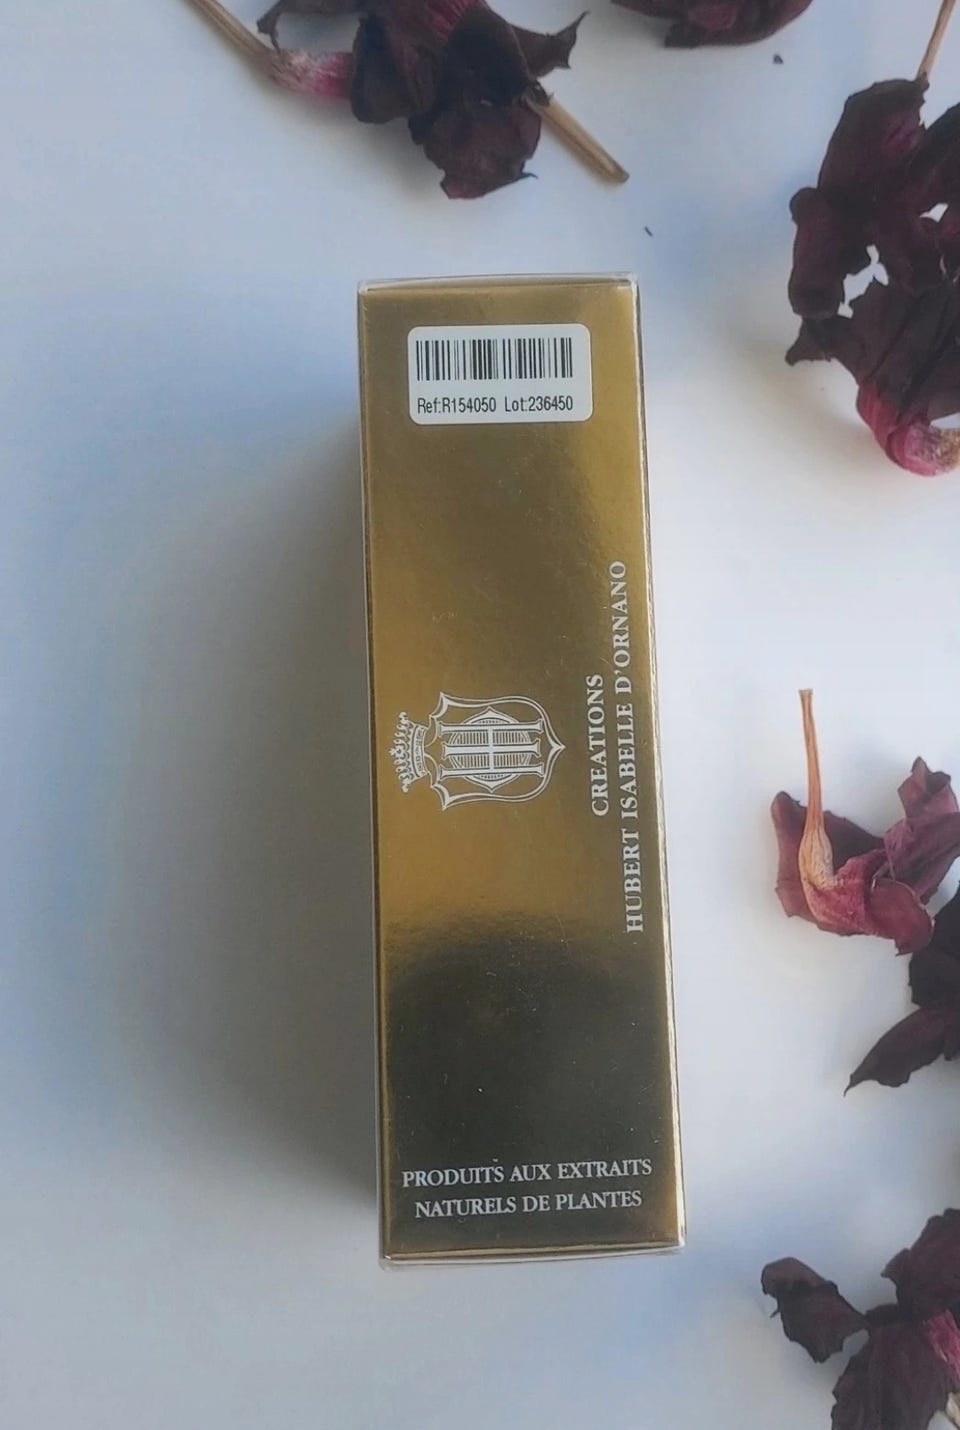 Ref:R154050 Lot:236450
CREATIONS
HUBERT ISABELLE D'ORNANO
PRODUITS AUX EXTRAITS
NATURELS DE PLANTES